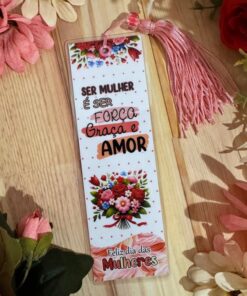 SER MULHER
É SER
FORÇA
Graça e
AMOR
Feliz dia das
Mulheres